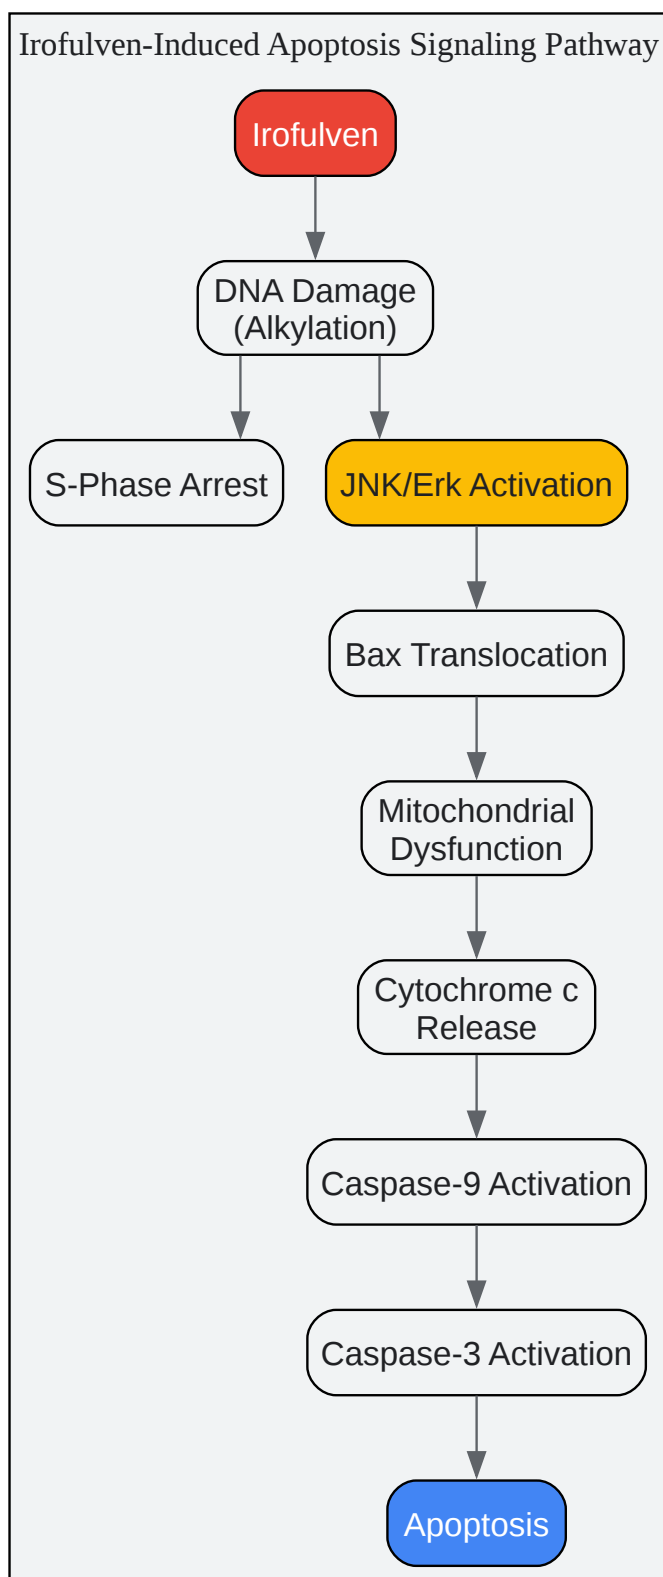 Irofulven-Induced Apoptosis Signaling Pathway
Irofulven
DNA Damage
(Alkylation)
S-Phase Arrest
JNK/Erk Activation
Bax Translocation
Mitochondrial
Dysfunction
Cytochrome c
Release
Caspase-9 Activation
Caspase-3 Activation
Apoptosis